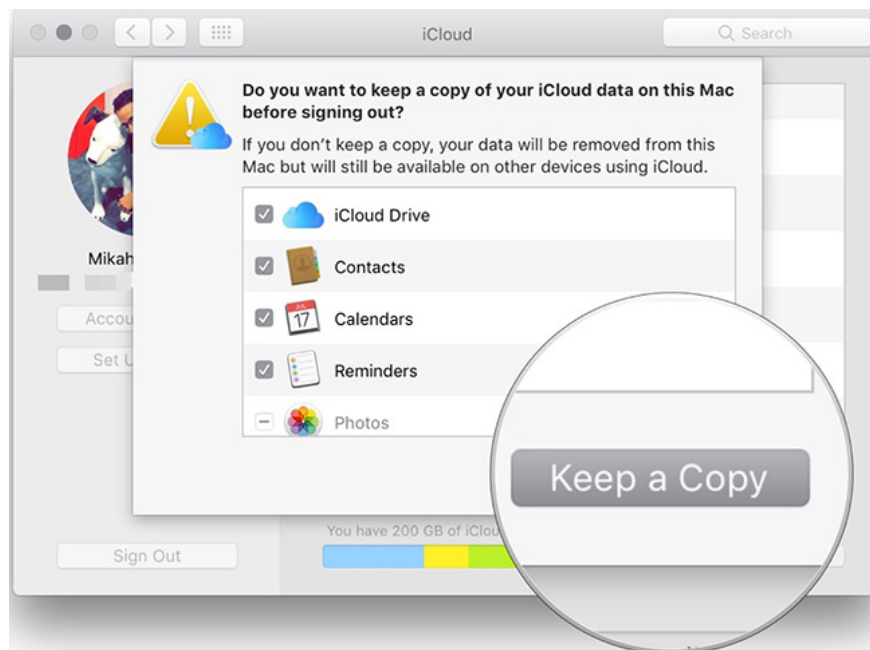 iCloud
Search
Do you want to keep a copy of your iCloud data on this Mac
before signing out?
If you don't keep a copy, your data will be removed from this
Mac but will still be available on other devices using iCloud.
iCloud Drive
Contacts
JUL
17
Calendars
Reminders
Photos
Mikah
Keep a Copy
You have 200 GB of
Sign Out